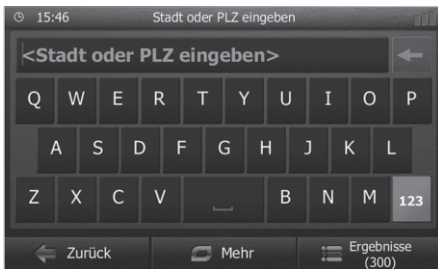 15:46 Stadt oder PLZ eingeben
<Stadt oder PLZ eingeben>
Q W E R T Y U I O P
A S D F G H J K L
Z X C V B N M 123
Zurück Mehr Ergebnisse
(300)